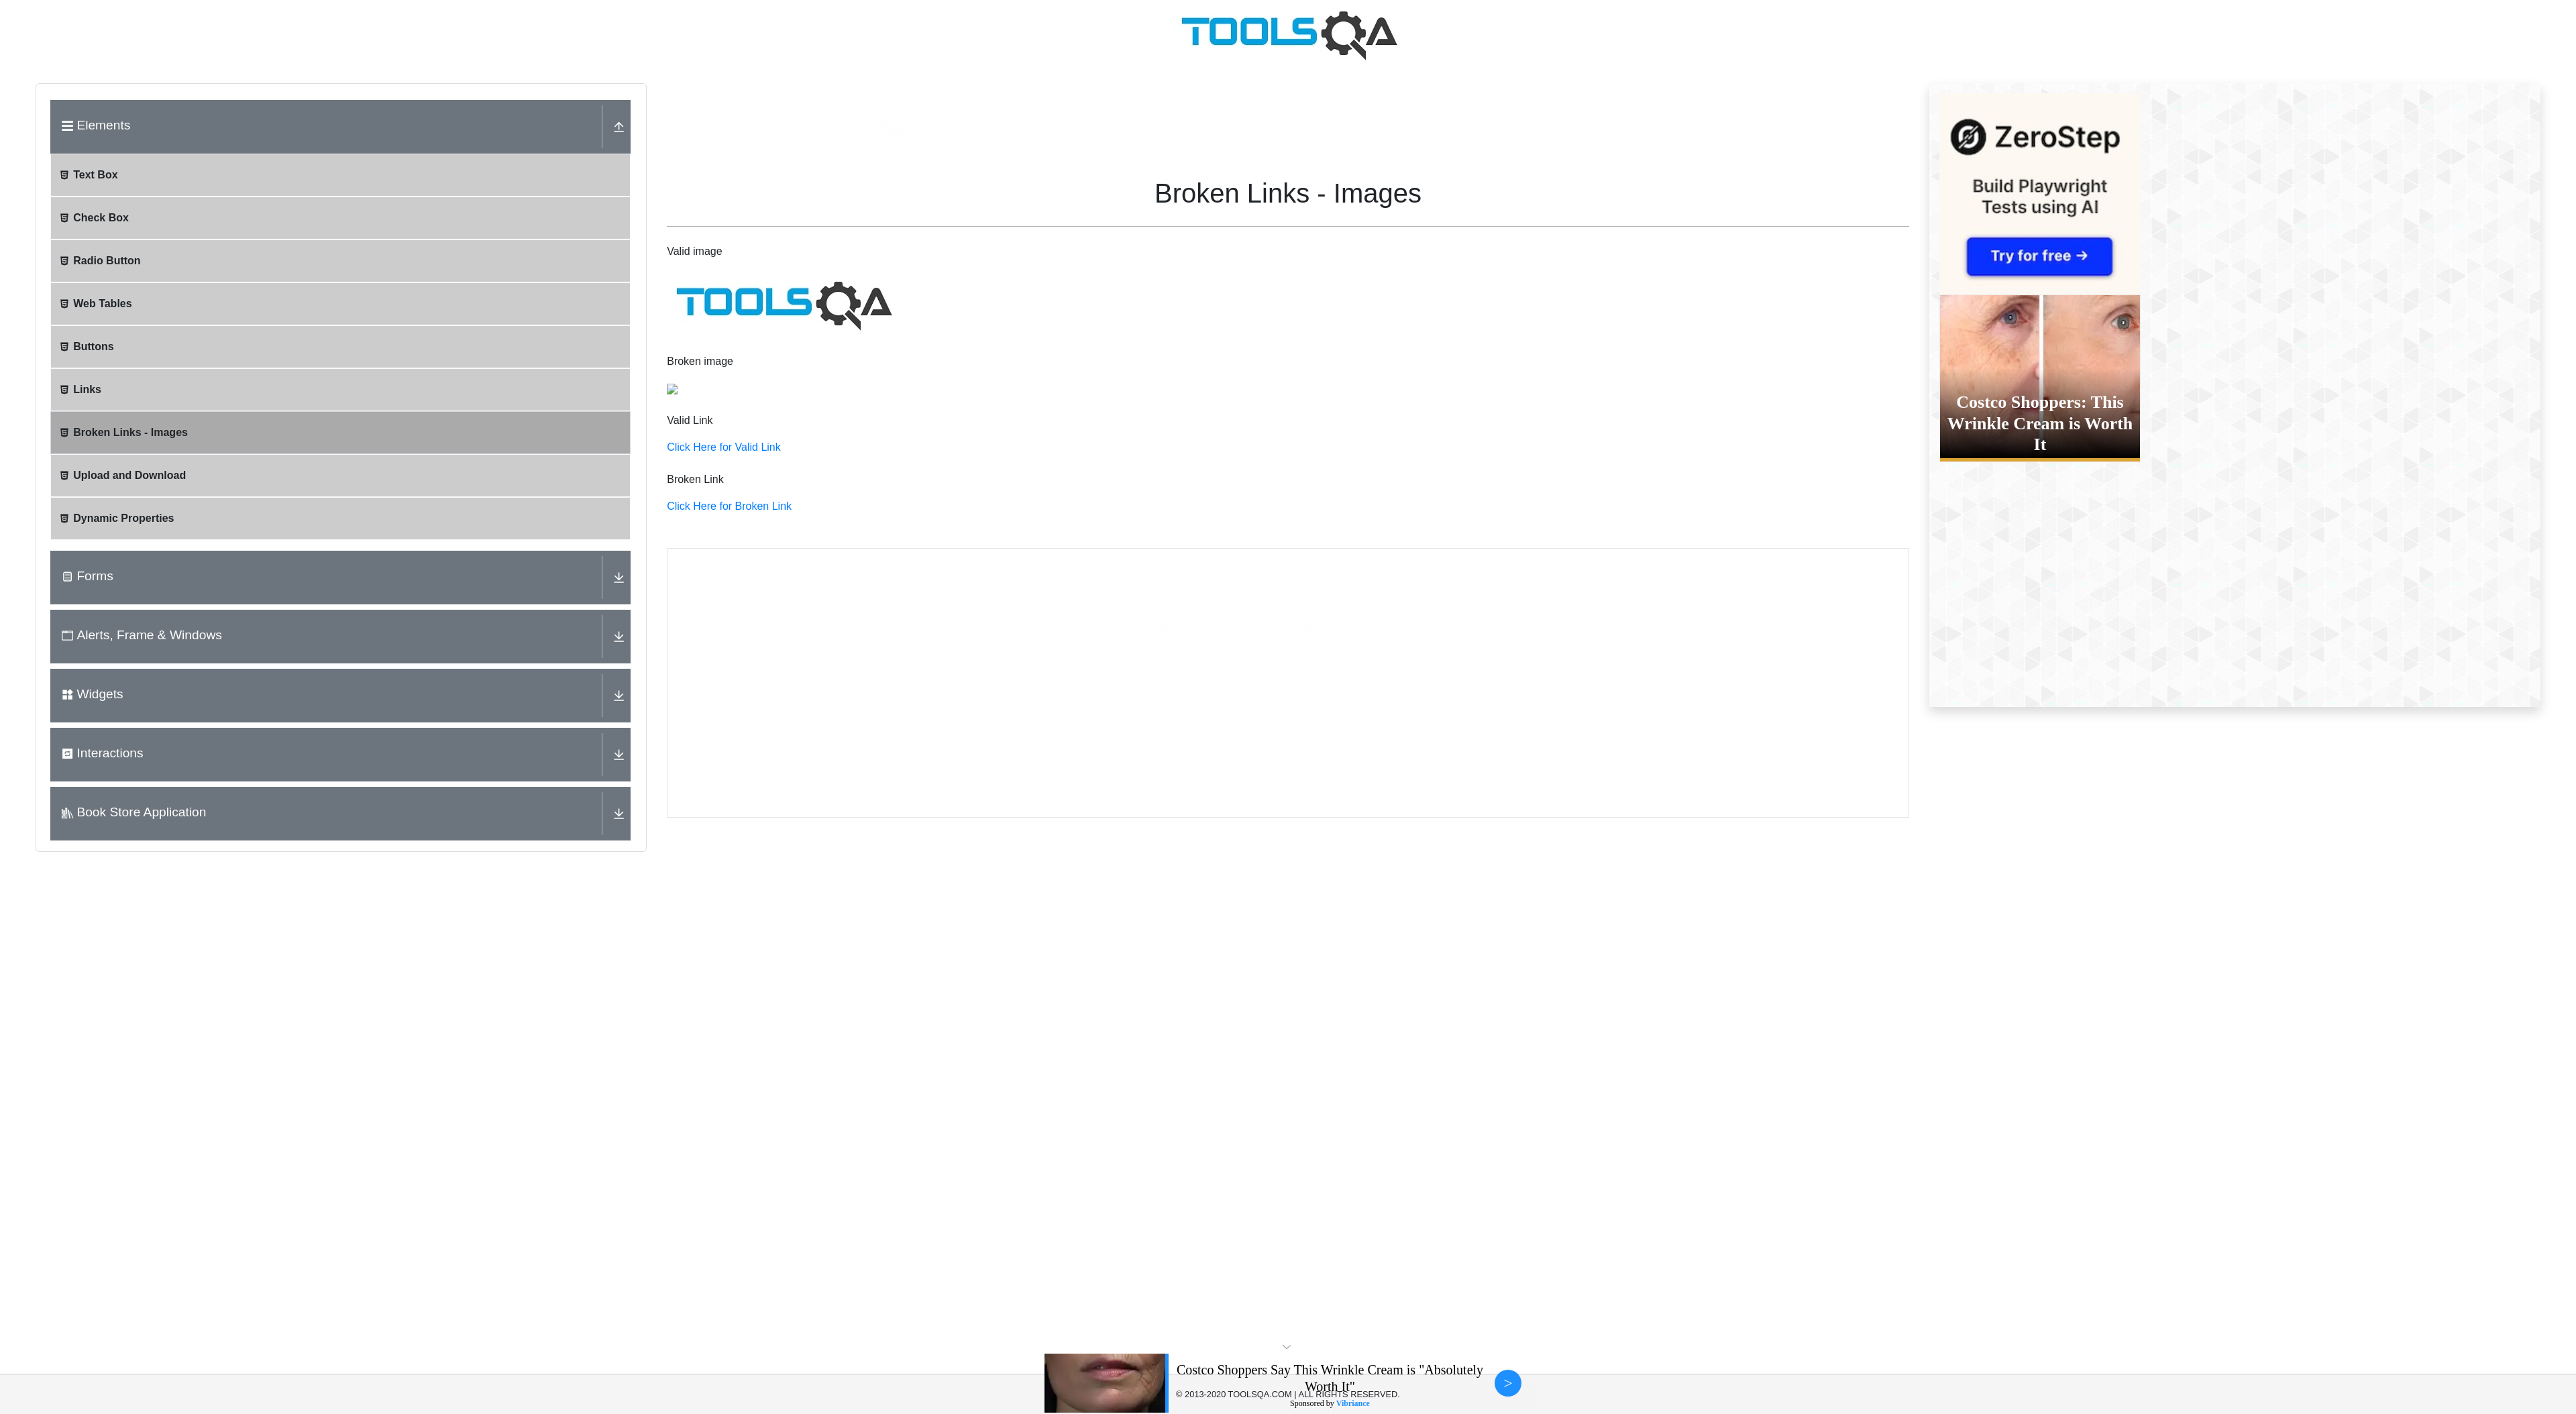 TOOLSQA
Elements
Text Box
Check Box
Radio Button
Web Tables
Buttons
Links
Broken Links - Images
Upload and Download
Dynamic Properties
Forms
Alerts, Frame & Windows
Widgets
Interactions
Book Store Application
Broken Links - Images
Valid image
TOOLSQA
Broken image
Valid Link
Click Here for Valid Link
Broken Link
Click Here for Broken Link
ZeroStep
Build Playwright
Tests using AI
Try for free →
Costco Shoppers: This
Wrinkle Cream is Worth
It
Costco Shoppers Say This Wrinkle Cream is "Absolutely
Worth It"
>
© 2013-2020 TOOLSQA.COM | ALL RIGHTS RESERVED.
Sponsored by Vibriance